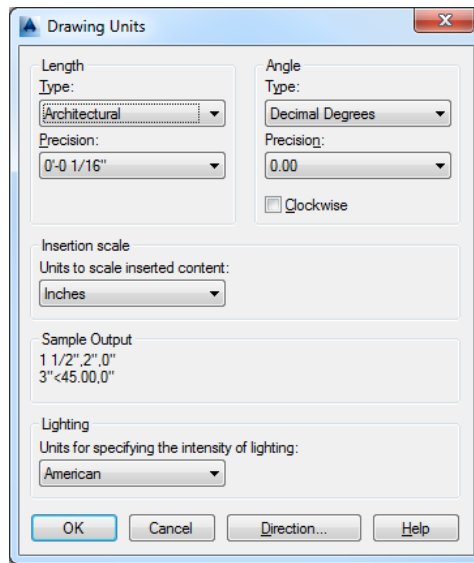 Drawing Units
Length
Type:
Architectural
Precision:
0'-0 1/16"
Angle
Type:
Decimal Degrees
Precision:
0.00
Clockwise
Insertion scale
Units to scale inserted content:
Inches
Sample Output
1 1/2",2",0"
3"<45.00,0"
Lighting
Units for specifying the intensity of lighting:
American
OK Cancel Direction... Help